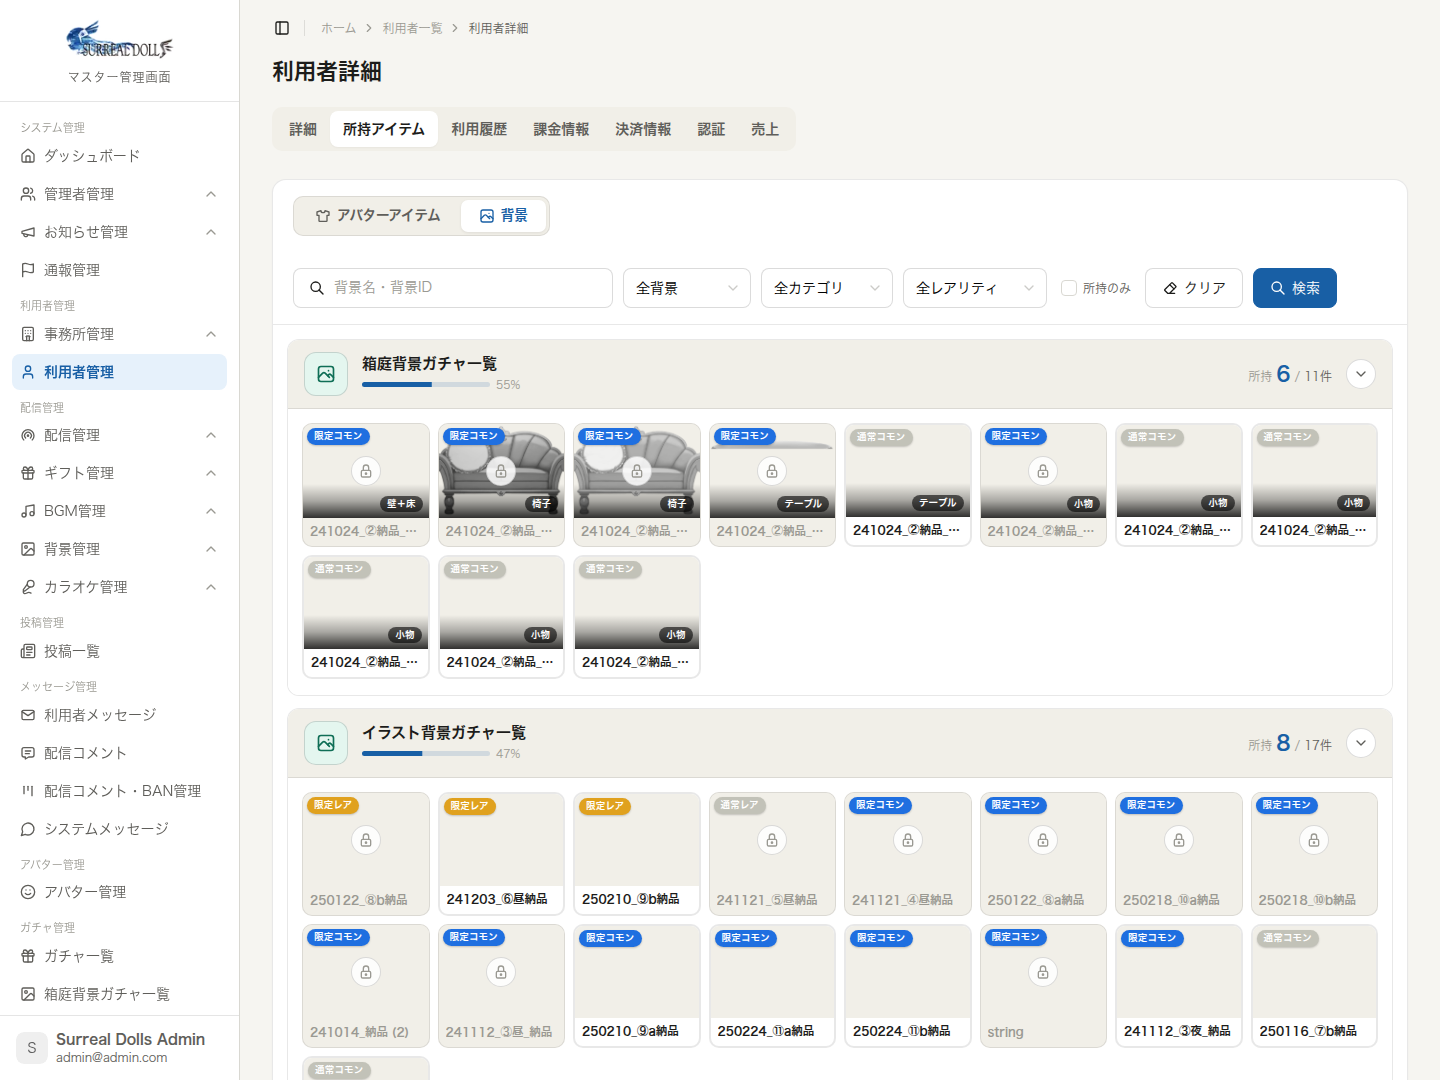 SURREAL DOLL
マスター管理画面
システム管理
ダッシュボード
管理者管理
お知らせ管理
通報管理
利用者管理
事務所管理
利用者管理
配信管理
配信管理
ギフト管理
BGM管理
背景管理
カラオケ管理
投稿管理
投稿一覧
メッセージ管理
利用者メッセージ
配信コメント
配信コメント・BAN管理
システムメッセージ
アバター管理
アバター管理
ガチャ管理
ガチャ一覧
箱庭背景ガチャ一覧
S
Surreal Dolls Admin
admin@admin.com
ホーム > 利用者一覧 > 利用者詳細
利用者詳細
詳細 所持アイテム 利用履歴 課金情報 決済情報 認証 売上
アバターアイテム 背景
背景名・背景ID 全背景 全カテゴリ 全レアリティ 所持のみ クリア 検索
箱庭背景ガチャ一覧
55%
所持 6 / 11件
限定コモン 限定コモン 限定コモン 限定コモン 通常コモン 限定コモン 通常コモン 通常コモン
壁+床 椅子 椅子 テーブル テーブル 小物 小物 小物
241024_②納品_… 241024_②納品_… 241024_②納品_… 241024_②納品_… 241024_②納品_… 241024_②納品_… 241024_②納品_… 241024_②納品_…
通常コモン 通常コモン 通常コモン
小物 小物 小物
241024_②納品_… 241024_②納品_… 241024_②納品_…
イラスト背景ガチャ一覧
47%
所持 8 / 17件
限定レア 限定レア 限定レア 通常レア 限定コモン 限定コモン 限定コモン 限定コモン
250122_⑧b納品 241203_⑥昼納品 250210_⑨b納品 241121_⑤昼納品 241121_④昼納品 250122_⑧a納品 250218_⑩a納品 250218_⑩b納品
限定コモン 限定コモン 限定コモン 限定コモン 限定コモン 限定コモン 限定コモン 通常コモン
241014_納品 (2) 241112_③昼_納品 250210_⑨a納品 250224_⑪a納品 250224_⑪b納品 string 241112_③夜_納品 250116_⑦b納品
通常コモン